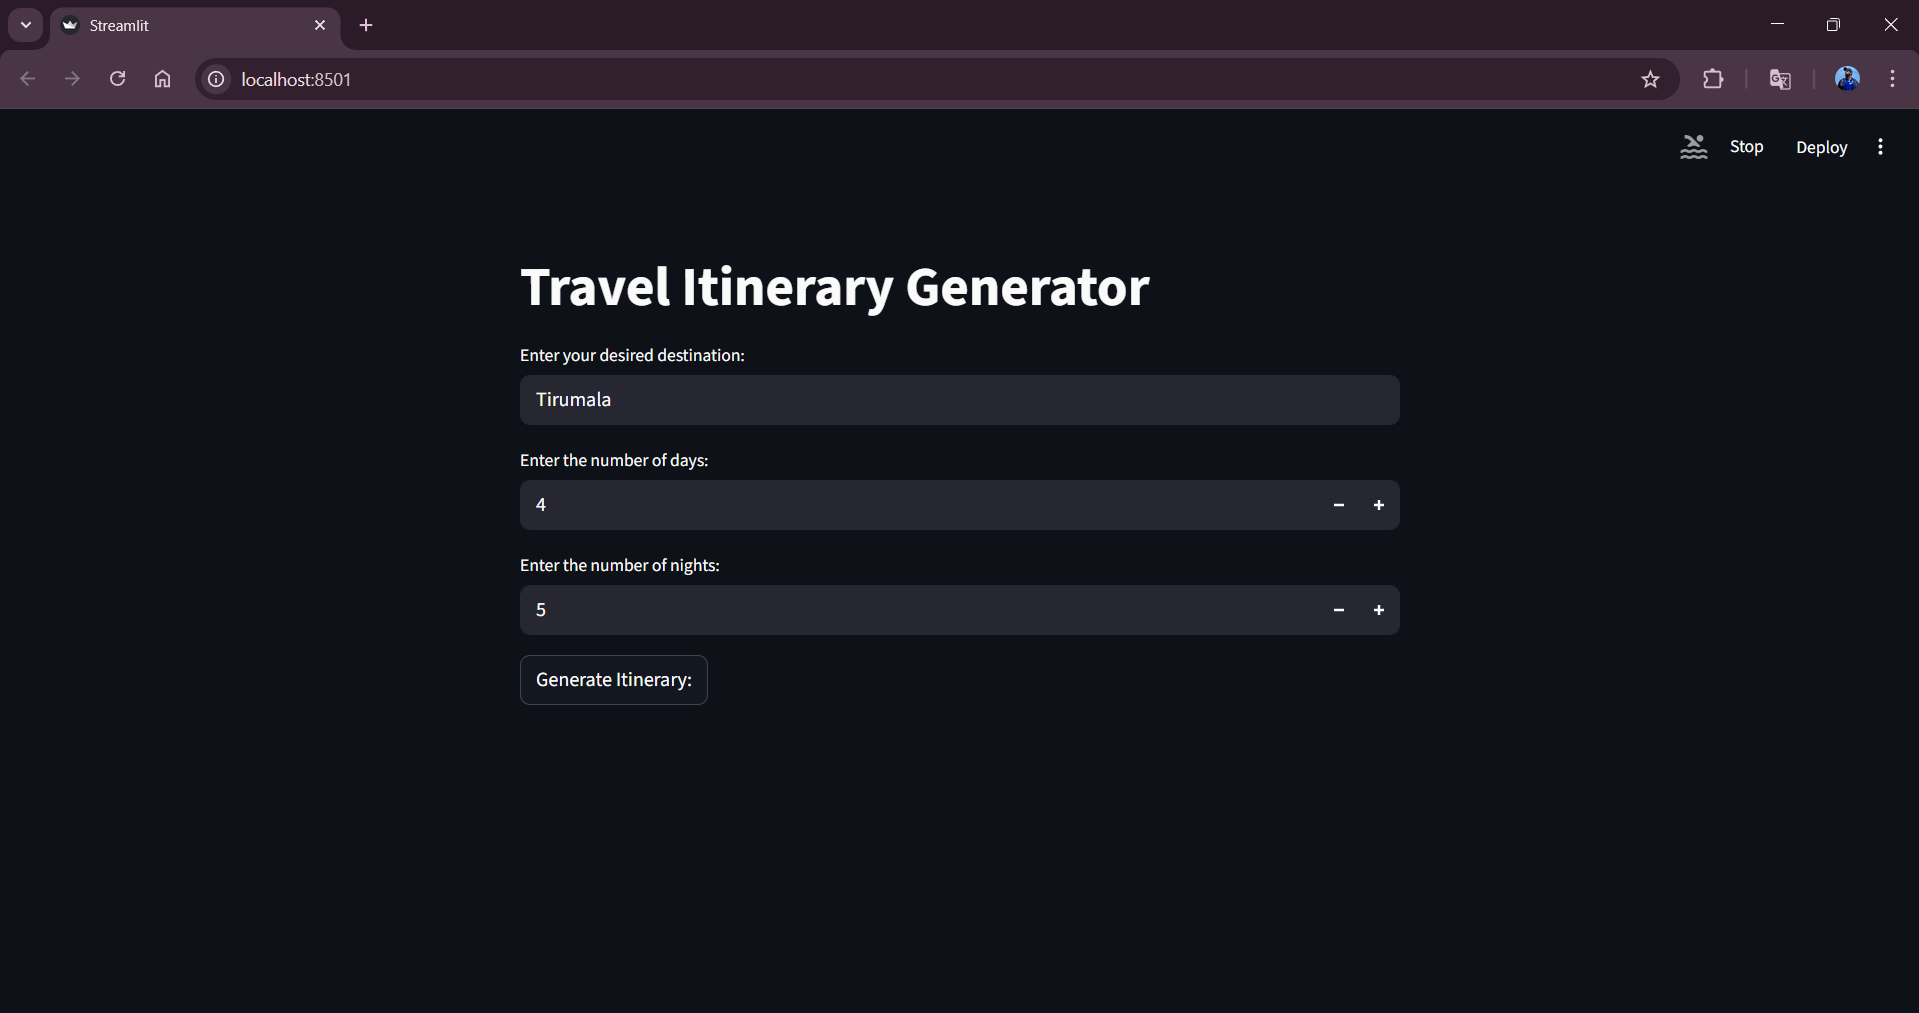 Streamlit
localhost:8501
Stop Deploy
Travel Itinerary Generator
Enter your desired destination:
Tirumala
Enter the number of days:
4
Enter the number of nights:
5
Generate Itinerary: